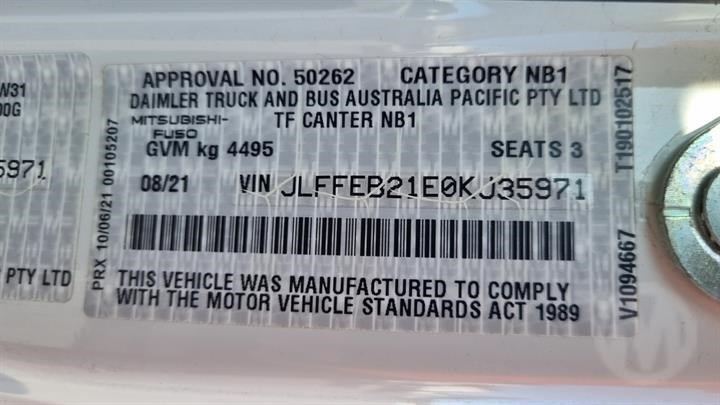 W31
00G
5971
PTY LTD
PRX 10/06/21 00105207
APPROVAL NO. 50262 CATEGORY NB1
DAIMLER TRUCK AND BUS AUSTRALIA PACIFIC PTY LTD
MITSUBISHI-FUSO TF CANTER NB1
GVM kg 4495 SEATS 3
08/21 VIN JLFFEB21E0KJ35971
THIS VEHICLE WAS MANUFACTURED TO COMPLY
WITH THE MOTOR VEHICLE STANDARDS ACT 1989
V1094667 T190102517
M